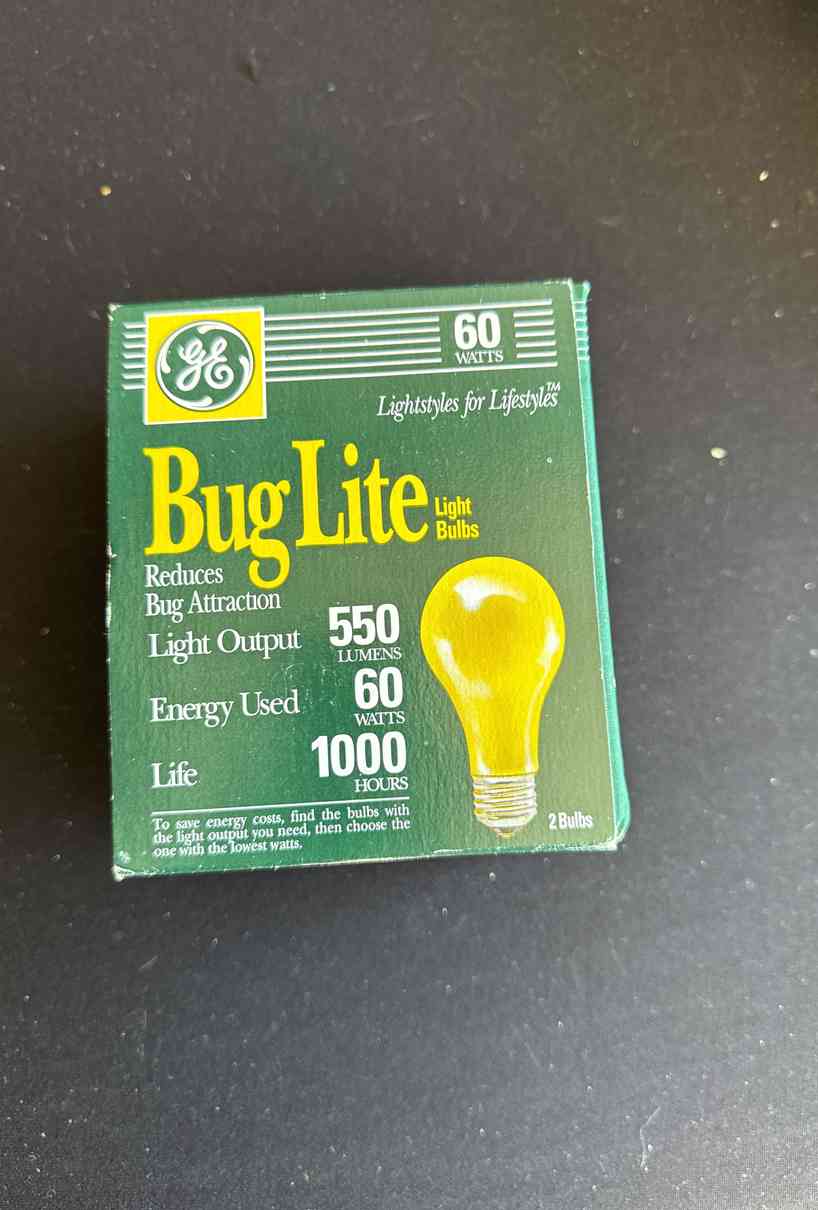 GE
60
WATTS
Lightstyles for Lifestyles™
Bug Lite Light
Bulbs
Reduces
Bug Attraction
Light Output 550
LUMENS
Energy Used 60
WATTS
Life 1000
HOURS
To save energy costs, find the bulbs with
the light output you need, then choose the
one with the lowest watts.
2 Bulbs